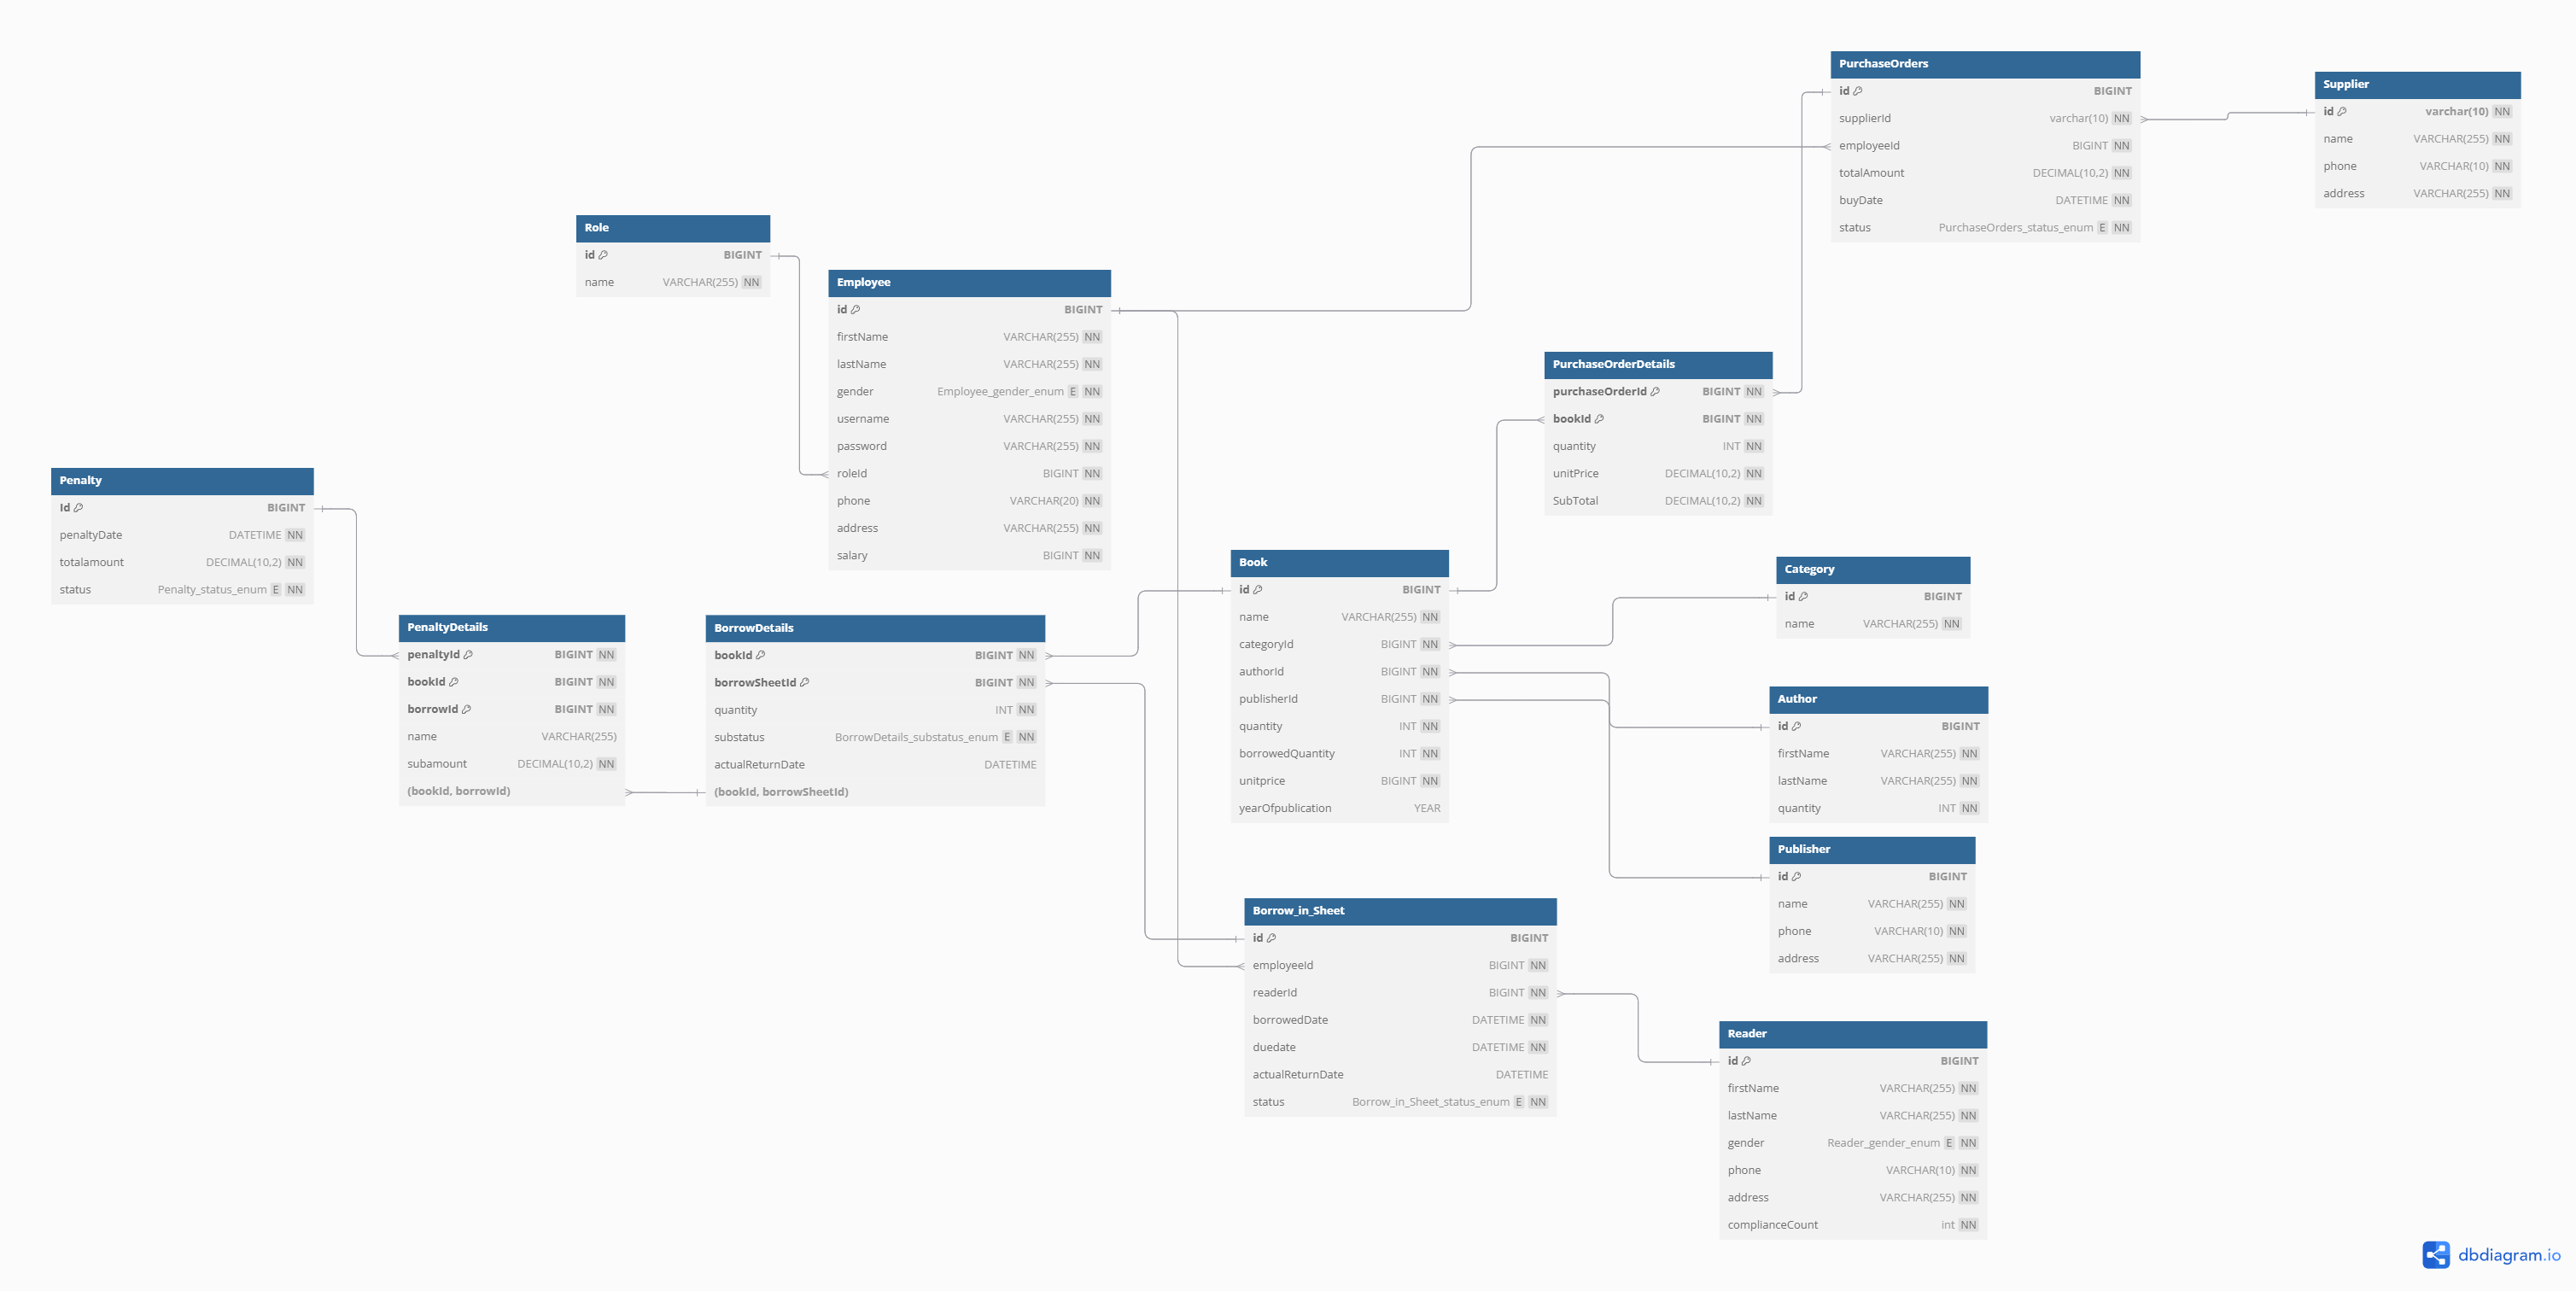 PurchaseOrders
id BIGINT
supplierId varchar(10) NN
employeeId BIGINT NN
totalAmount DECIMAL(10,2) NN
buyDate DATETIME NN
status PurchaseOrders_status_enum E NN
Supplier
id varchar(10) NN
name VARCHAR(255) NN
phone VARCHAR(10) NN
address VARCHAR(255) NN
Role
id BIGINT
name VARCHAR(255) NN
Employee
id BIGINT
firstName VARCHAR(255) NN
lastName VARCHAR(255) NN
gender Employee_gender_enum E NN
username VARCHAR(255) NN
password VARCHAR(255) NN
roleId BIGINT NN
phone VARCHAR(20) NN
address VARCHAR(255) NN
salary BIGINT NN
PurchaseOrderDetails
purchaseOrderId BIGINT NN
bookId BIGINT NN
quantity INT NN
unitPrice DECIMAL(10,2) NN
SubTotal DECIMAL(10,2) NN
Penalty
Id BIGINT
penaltyDate DATETIME NN
totalamount DECIMAL(10,2) NN
status Penalty_status_enum E NN
PenaltyDetails
penaltyId BIGINT NN
bookId BIGINT NN
borrowId BIGINT NN
name VARCHAR(255)
subamount DECIMAL(10,2) NN
(bookId, borrowId)
BorrowDetails
bookId BIGINT NN
borrowSheetId BIGINT NN
quantity INT NN
substatus BorrowDetails_substatus_enum E NN
actualReturnDate DATETIME
(bookId, borrowSheetId)
Book
id BIGINT
name VARCHAR(255) NN
categoryId BIGINT NN
authorId BIGINT NN
publisherId BIGINT NN
quantity INT NN
borrowedQuantity INT NN
unitprice BIGINT NN
yearOfpublication YEAR
Category
id BIGINT
name VARCHAR(255) NN
Author
id BIGINT
firstName VARCHAR(255) NN
lastName VARCHAR(255) NN
quantity INT NN
Publisher
id BIGINT
name VARCHAR(255) NN
phone VARCHAR(10) NN
address VARCHAR(255) NN
Borrow_in_Sheet
id BIGINT
employeeId BIGINT NN
readerId BIGINT NN
borrowedDate DATETIME NN
duedate DATETIME NN
actualReturnDate DATETIME
status Borrow_in_Sheet_status_enum E NN
Reader
id BIGINT
firstName VARCHAR(255) NN
lastName VARCHAR(255) NN
gender Reader_gender_enum E NN
phone VARCHAR(10) NN
address VARCHAR(255) NN
complianceCount int NN
dbdiagram.io